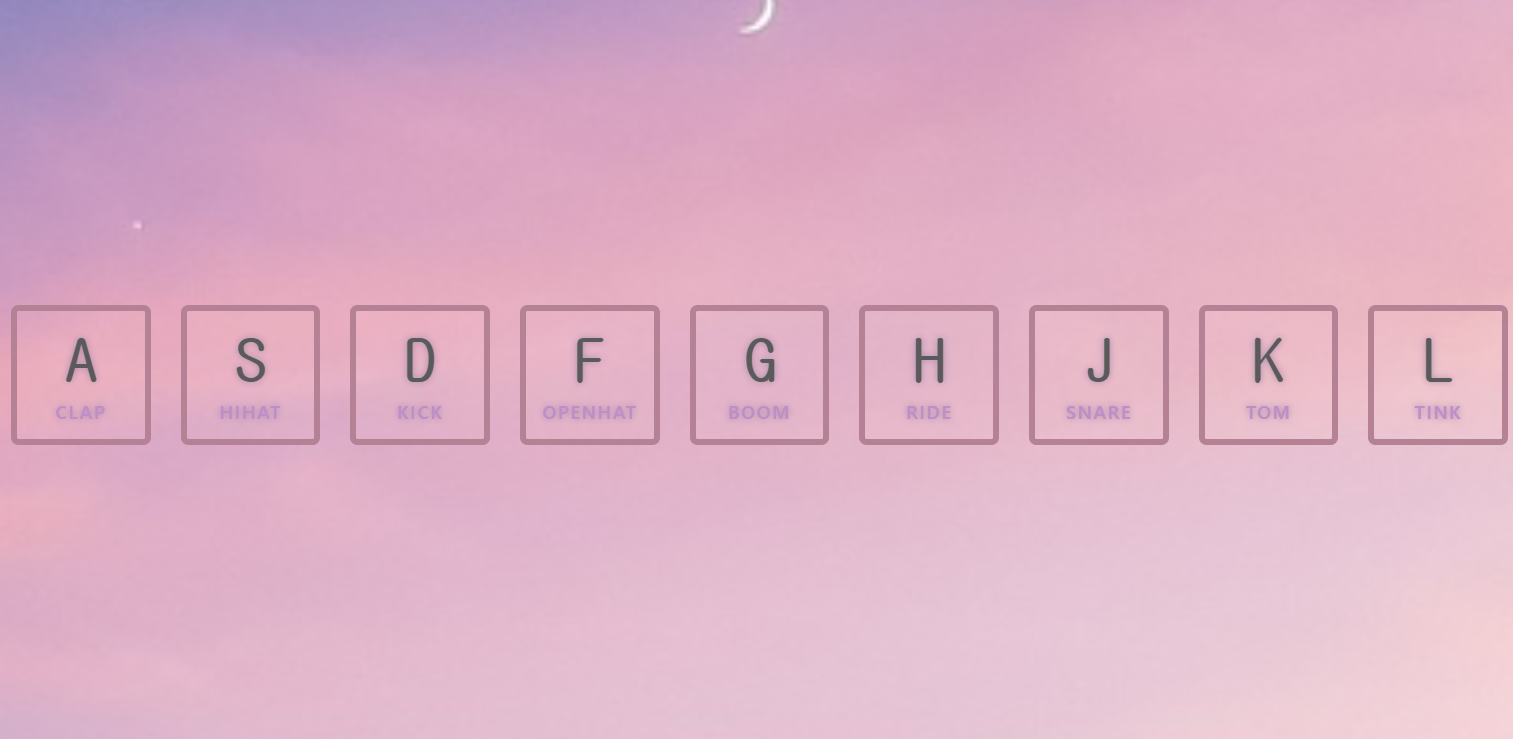 A S D F G H J K L
CLAP HIHAT KICK OPENHAT BOOM RIDE SNARE TOM TINK